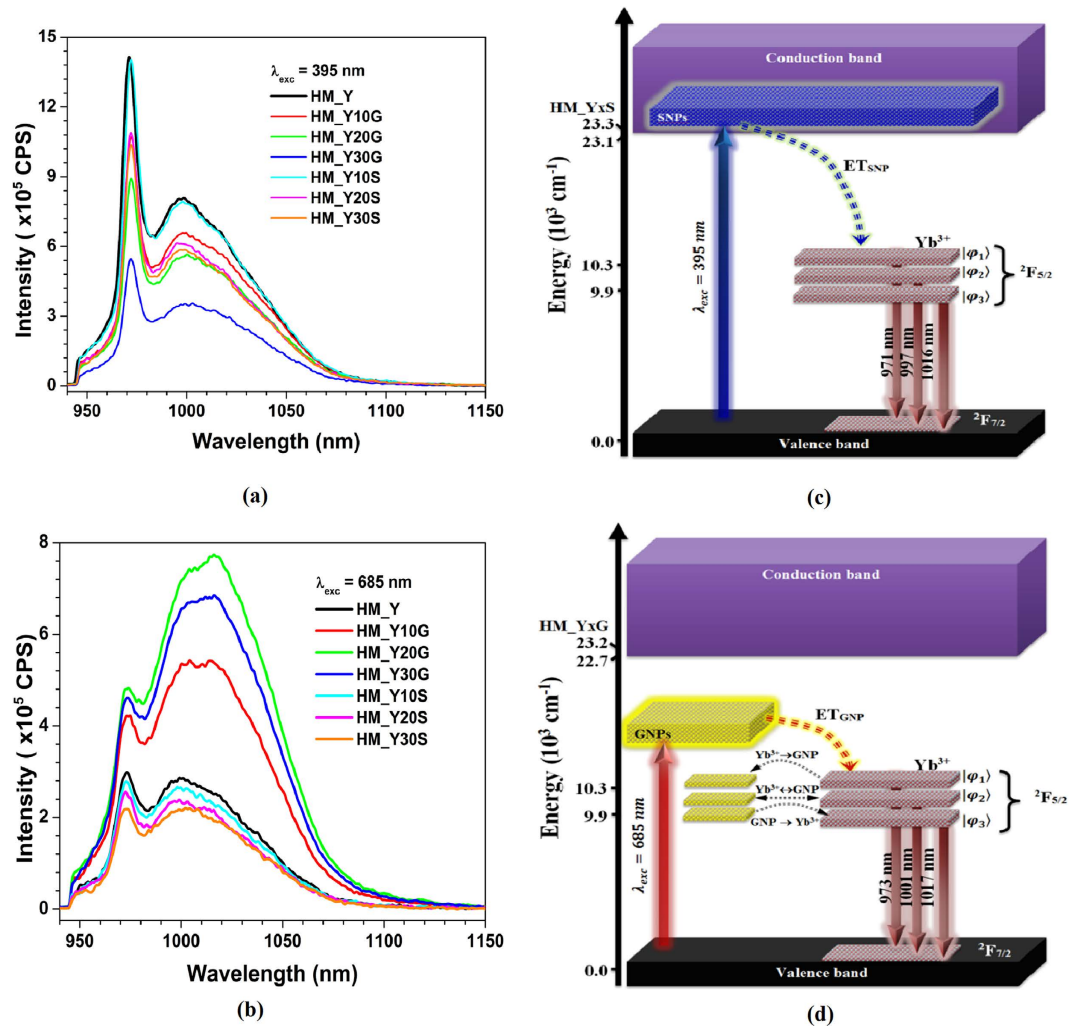 (a)
15
12
9
6
3
0
Intensity ( x10⁵ CPS)
950 1000 1050 1100 1150
Wavelength (nm)
λexc = 395 nm
HM_Y
HM_Y10G
HM_Y20G
HM_Y30G
HM_Y10S
HM_Y20S
HM_Y30S
(c)
Conduction band
HM_YxS
SNPs
23.3
23.1
ETSNP
Energy (10³ cm⁻¹)
λexc = 395 nm
Yb³⁺
|φ₁⟩
|φ₂⟩
|φ₃⟩
²F5/2
10.3
9.9
971 nm
997 nm
1016 nm
²F7/2
0.0
Valence band
(a)
(c)
8
6
4
2
0
Intensity ( x10⁵ CPS)
950 1000 1050 1100 1150
Wavelength (nm)
λexc = 685 nm
HM_Y
HM_Y10G
HM_Y20G
HM_Y30G
HM_Y10S
HM_Y20S
HM_Y30S
(b)
Conduction band
HM_YxG
23.2
22.7
GNPs
ETGNP
Energy (10³ cm⁻¹)
λexc = 685 nm
Yb³⁺→GNP
Yb³⁺↔GNP
GNP → Yb³⁺
Yb³⁺
|φ₁⟩
|φ₂⟩
|φ₃⟩
²F5/2
10.3
9.9
973 nm
1001 nm
1017 nm
²F7/2
0.0
Valence band
(d)